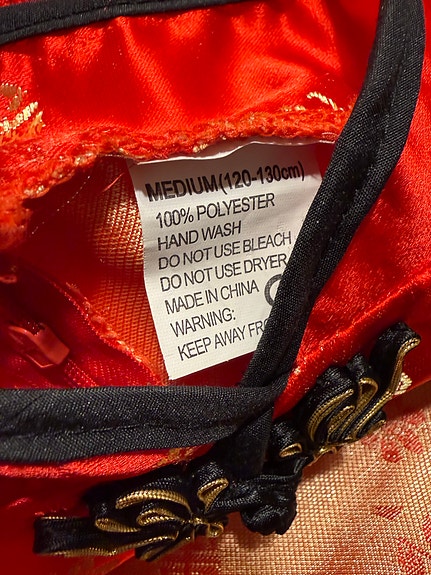 MEDIUM(120-130cm)
100% POLYESTER
HAND WASH
DO NOT USE BLEACH
DO NOT USE DRYER
MADE IN CHINA
WARNING:
KEEP AWAY